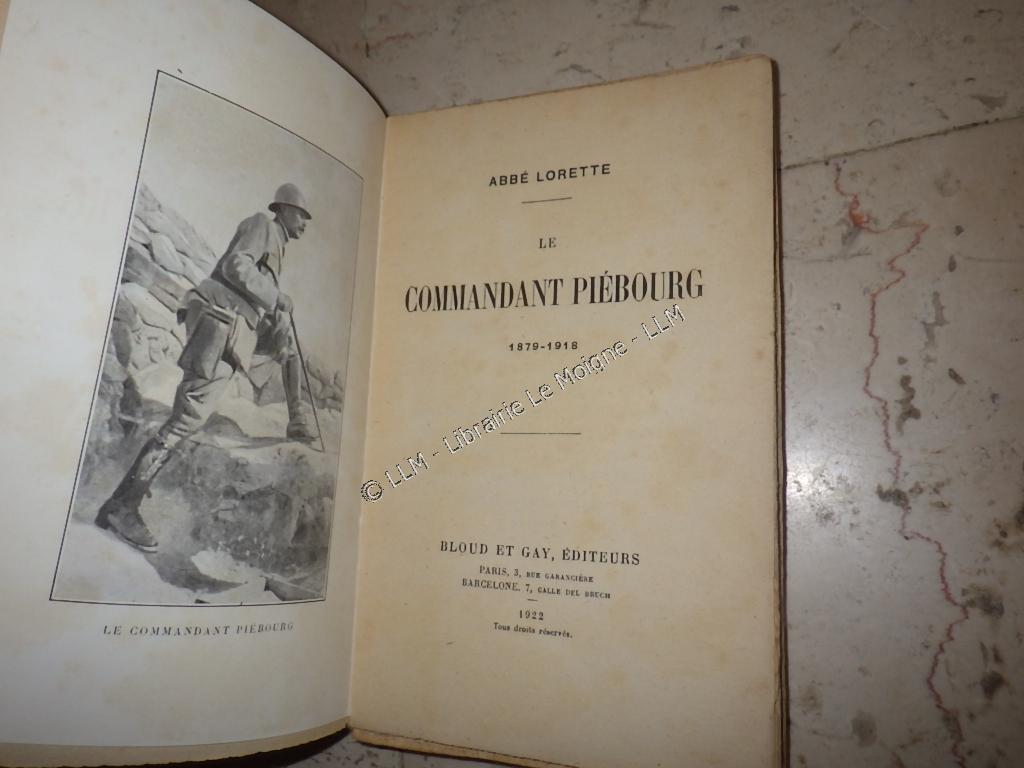 LE COMMANDANT PIÉBOURG
ABBÉ LORETTE
LE
COMMANDANT PIÉBOURG
1879-1918
BLOUD ET GAY, ÉDITEURS
PARIS, 3, RUE GARANCIÈRE
BARCELONE, 7, CALLE DEL BRUCH
1922
Tous droits réservés.
© LLM - Librairie Le Moigne - LLM